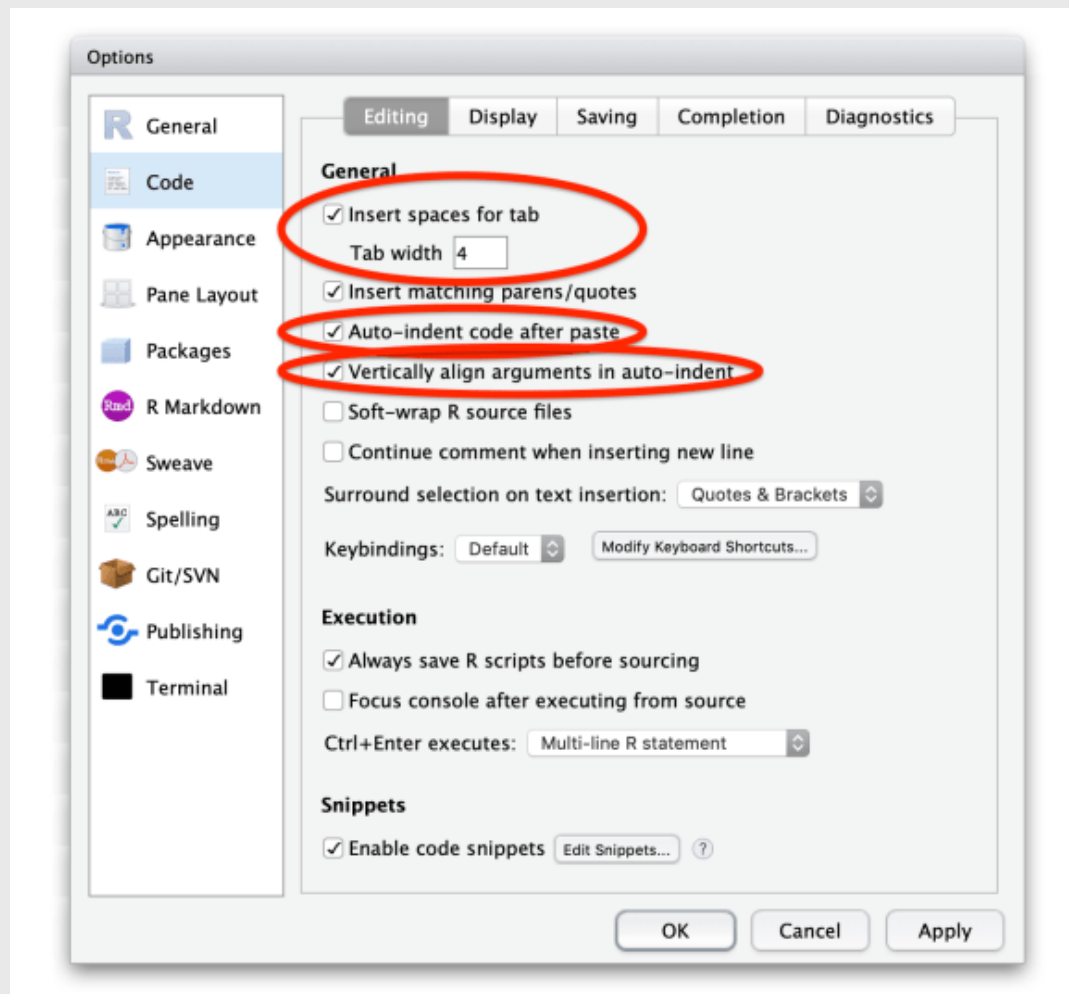 Options
General
Code
Appearance
Pane Layout
Packages
Rmd R Markdown
Sweave
ABC Spelling
Git/SVN
Publishing
Terminal
Editing Display Saving Completion Diagnostics
General
Insert spaces for tab
Tab width 4
Insert matching parens/quotes
Auto-indent code after paste
Vertically align arguments in auto-indent
Soft-wrap R source files
Continue comment when inserting new line
Surround selection on text insertion: Quotes & Brackets
Keybindings: Default Modify Keyboard Shortcuts...
Execution
Always save R scripts before sourcing
Focus console after executing from source
Ctrl+Enter executes: Multi-line R statement
Snippets
Enable code snippets Edit Snippets... ?
OK Cancel Apply